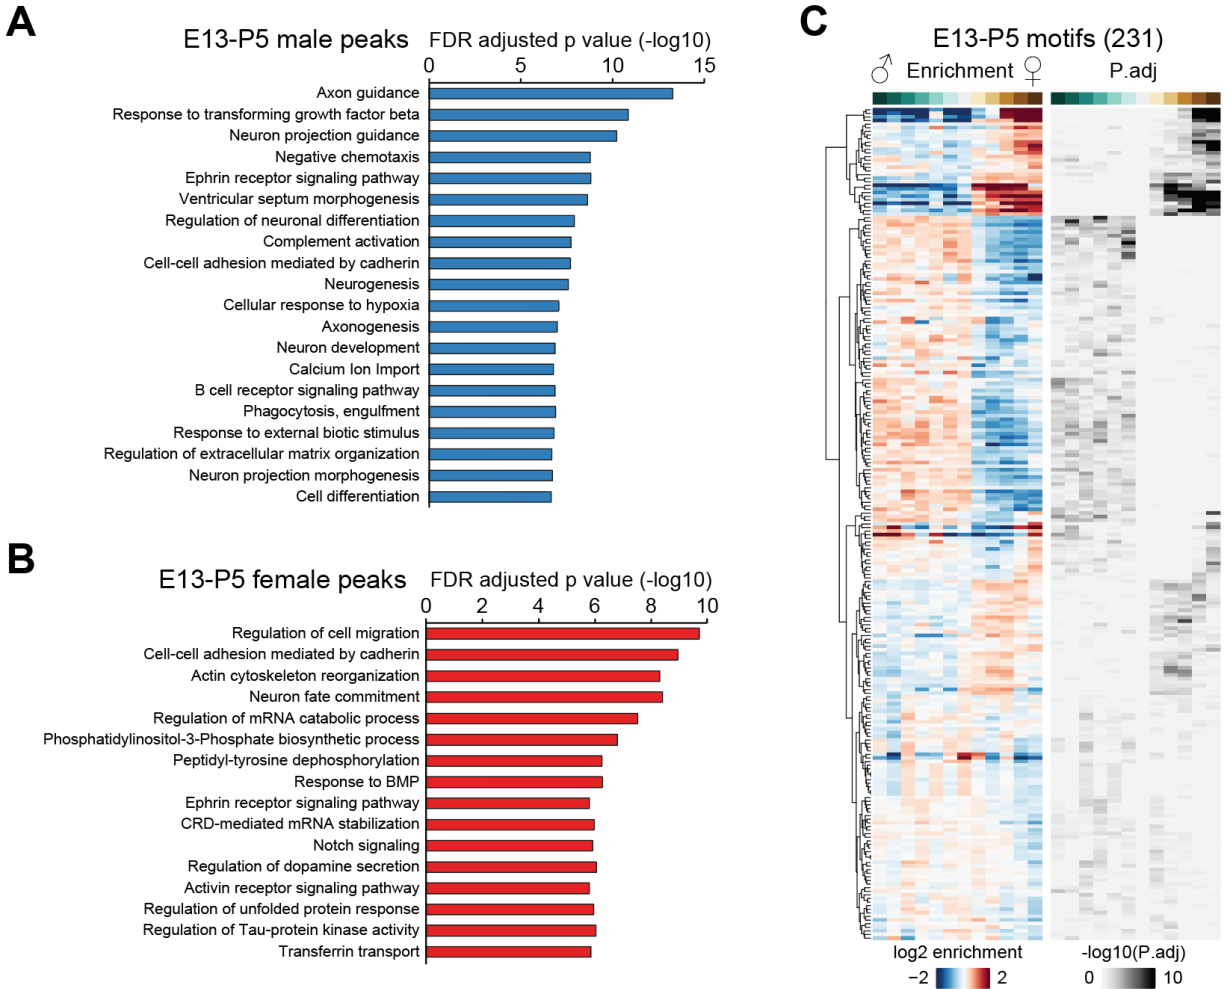 A
E13-P5 male peaks
FDR adjusted p value (-log10)
0 5 10 15
Axon guidance
Response to transforming growth factor beta
Neuron projection guidance
Negative chemotaxis
Ephrin receptor signaling pathway
Ventricular septum morphogenesis
Regulation of neuronal differentiation
Complement activation
Cell-cell adhesion mediated by cadherin
Neurogenesis
Cellular response to hypoxia
Axonogenesis
Neuron development
Calcium Ion Import
B cell receptor signaling pathway
Phagocytosis, engulfment
Response to external biotic stimulus
Regulation of extracellular matrix organization
Neuron projection morphogenesis
Cell differentiation
B
E13-P5 female peaks
FDR adjusted p value (-log10)
0 2 4 6 8 10
Regulation of cell migration
Cell-cell adhesion mediated by cadherin
Actin cytoskeleton reorganization
Neuron fate commitment
Regulation of mRNA catabolic process
Phosphatidylinositol-3-Phosphate biosynthetic process
Peptidyl-tyrosine dephosphorylation
Response to BMP
Ephrin receptor signaling pathway
CRD-mediated mRNA stabilization
Notch signaling
Regulation of dopamine secretion
Activin receptor signaling pathway
Regulation of unfolded protein response
Regulation of Tau-protein kinase activity
Transferrin transport
C
E13-P5 motifs (231)
♂ Enrichment ♀
P.adj
log2 enrichment
−2 2
-log10(P.adj)
0 10